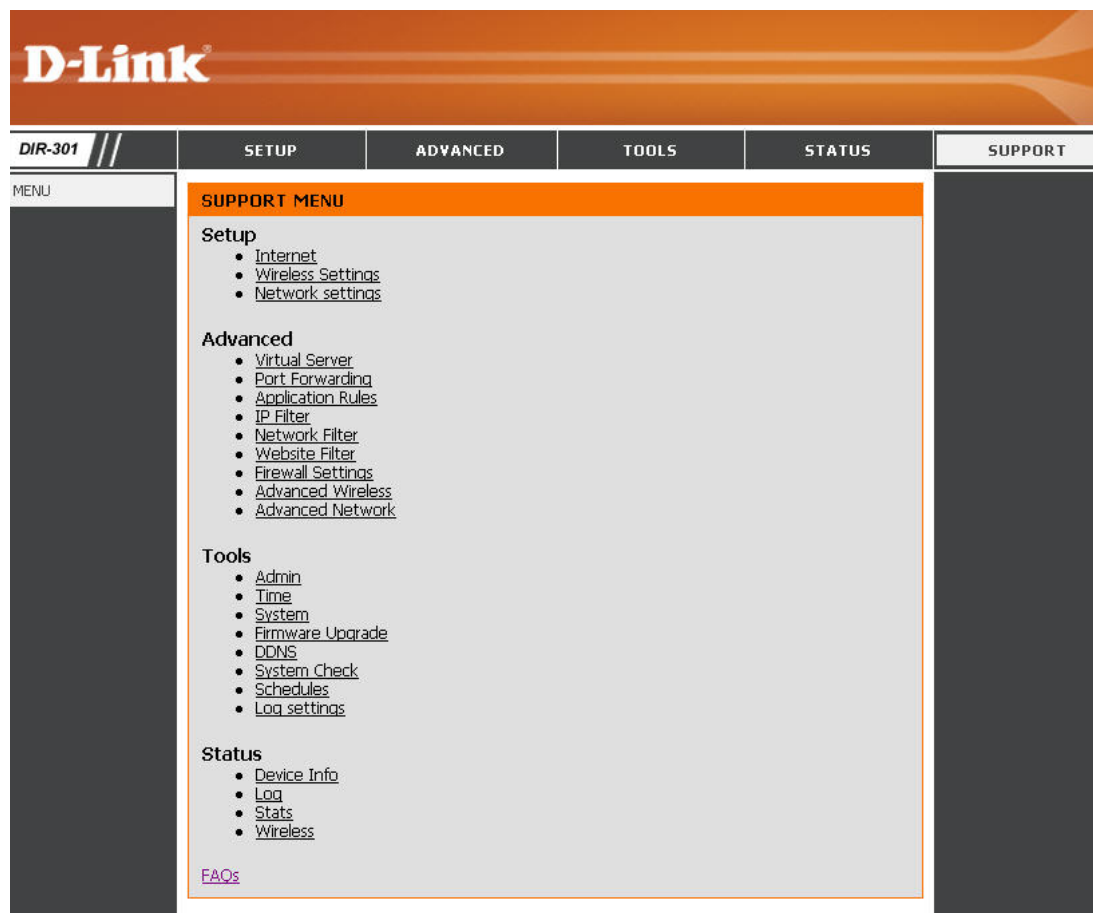 D-Link®
DIR-301 SETUP ADVANCED TOOLS STATUS SUPPORT
MENU
SUPPORT MENU
Setup
Internet
Wireless Settings
Network settings
Advanced
Virtual Server
Port Forwarding
Application Rules
IP Filter
Network Filter
Website Filter
Firewall Settings
Advanced Wireless
Advanced Network
Tools
Admin
Time
System
Firmware Upgrade
DDNS
System Check
Schedules
Log settings
Status
Device Info
Log
Stats
Wireless
FAQs